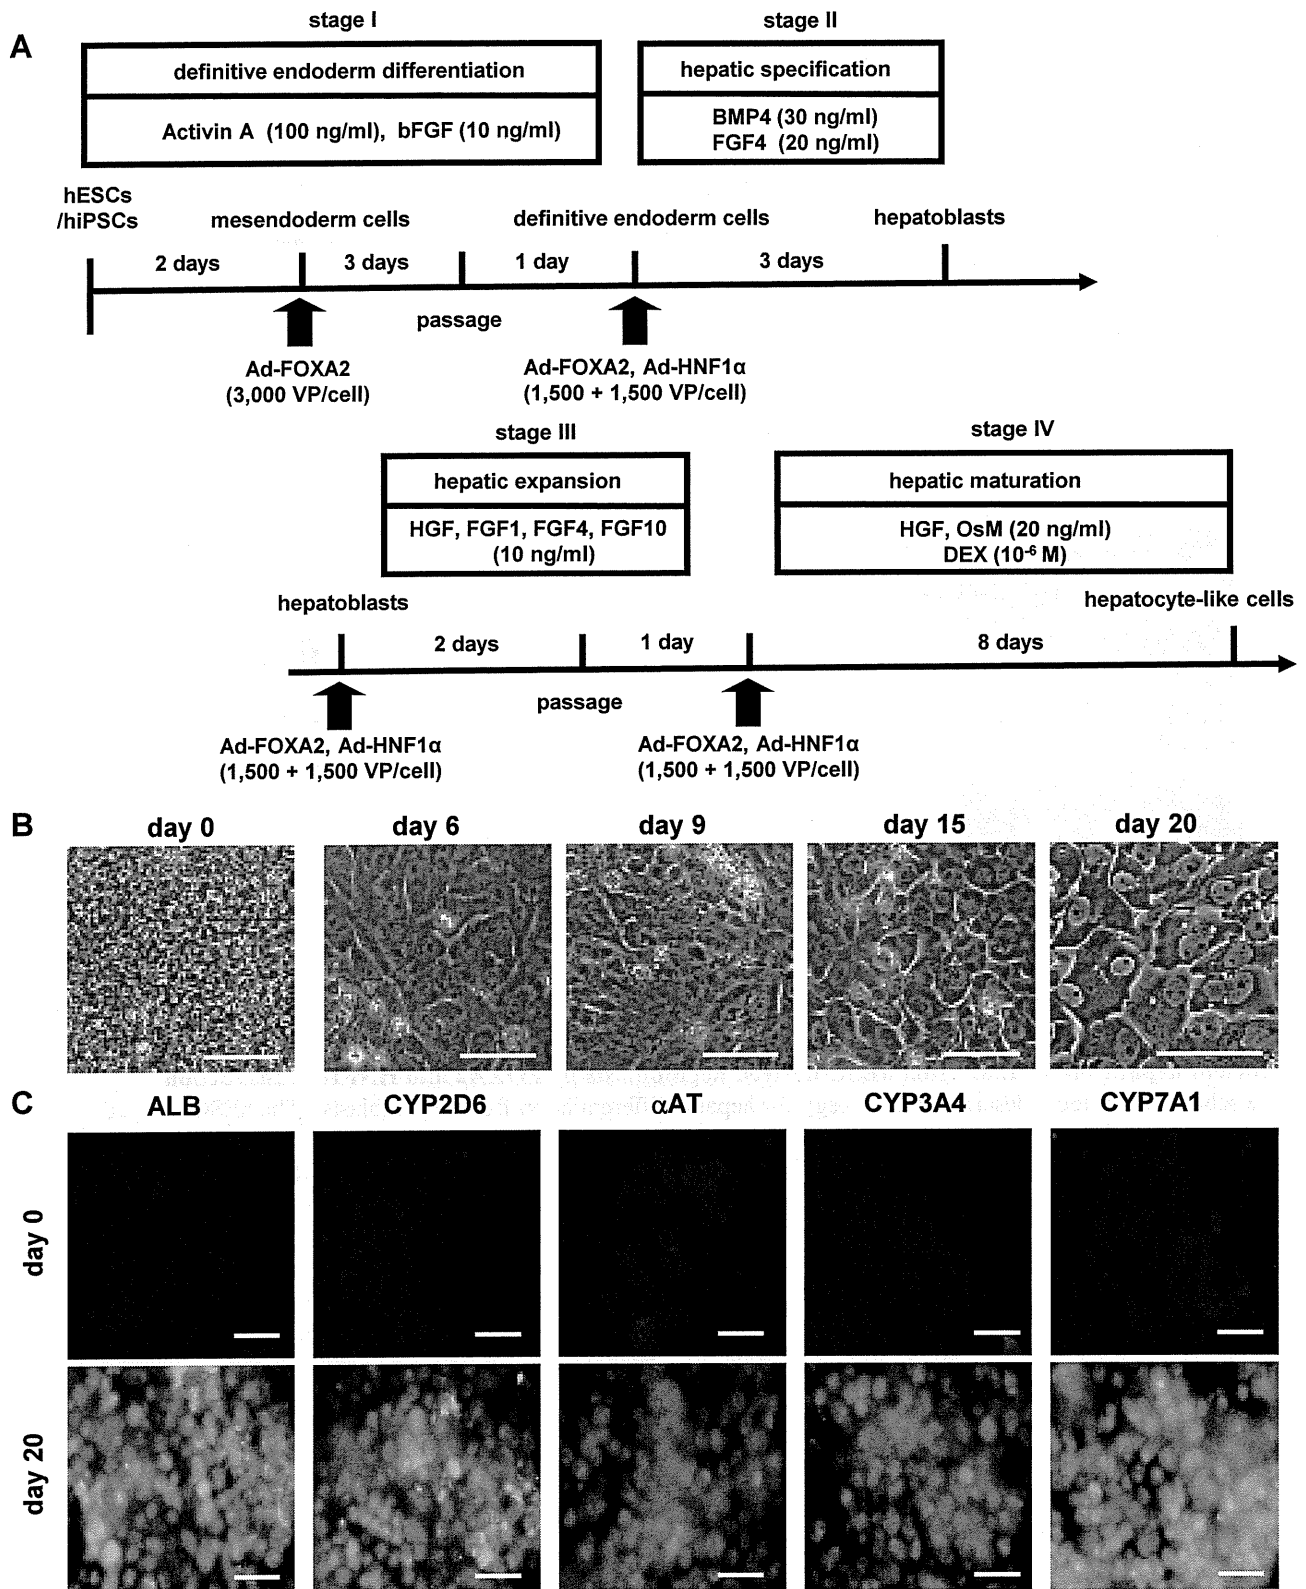 A
stage I
stage II
definitive endoderm differentiation
hepatic specification
Activin A (100 ng/ml), bFGF (10 ng/ml)
BMP4 (30 ng/ml)
FGF4 (20 ng/ml)
hESCs
/hiPSCs
mesendoderm cells
definitive endoderm cells
hepatoblasts
2 days
3 days
1 day
3 days
passage
Ad-FOXA2
(3,000 VP/cell)
Ad-FOXA2, Ad-HNF1α
(1,500 + 1,500 VP/cell)
stage III
stage IV
hepatic expansion
hepatic maturation
HGF, FGF1, FGF4, FGF10
(10 ng/ml)
HGF, OsM (20 ng/ml)
DEX (10⁻⁶ M)
hepatoblasts
hepatocyte-like cells
2 days
1 day
8 days
passage
Ad-FOXA2, Ad-HNF1α
(1,500 + 1,500 VP/cell)
Ad-FOXA2, Ad-HNF1α
(1,500 + 1,500 VP/cell)
B
day 0
day 6
day 9
day 15
day 20
C
ALB
CYP2D6
αAT
CYP3A4
CYP7A1
day 0
day 20